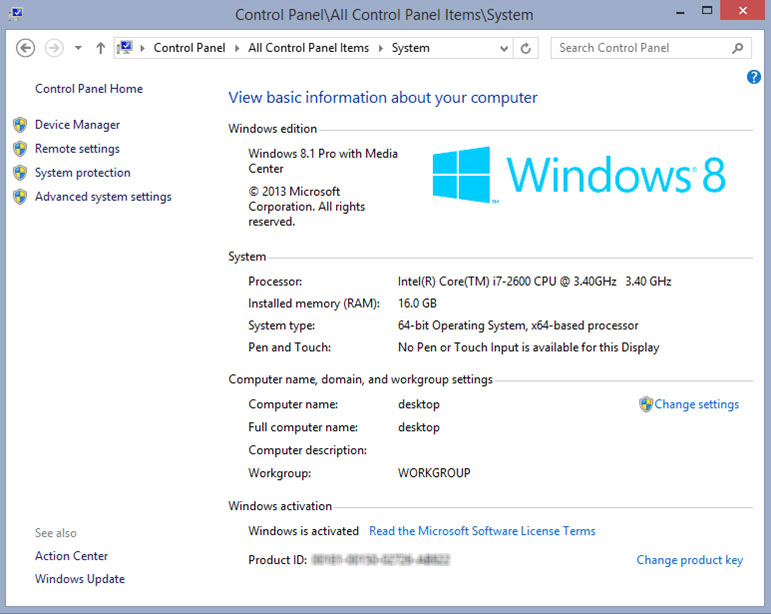 Control Panel\All Control Panel Items\System
Control Panel All Control Panel Items System
Search Control Panel
Control Panel Home
Device Manager
Remote settings
System protection
Advanced system settings
View basic information about your computer
Windows edition
Windows 8.1 Pro with Media
Center
© 2013 Microsoft
Corporation. All rights
reserved.
Windows® 8
™
System
Processor: Intel(R) Core(TM) i7-2600 CPU @ 3.40GHz 3.40 GHz
Installed memory (RAM): 16.0 GB
System type: 64-bit Operating System, x64-based processor
Pen and Touch: No Pen or Touch Input is available for this Display
Computer name, domain, and workgroup settings
Computer name: desktop
Change settings
Full computer name: desktop
Computer description:
Workgroup: WORKGROUP
Windows activation
Windows is activated Read the Microsoft Software License Terms
Product ID:
Change product key
See also
Action Center
Windows Update